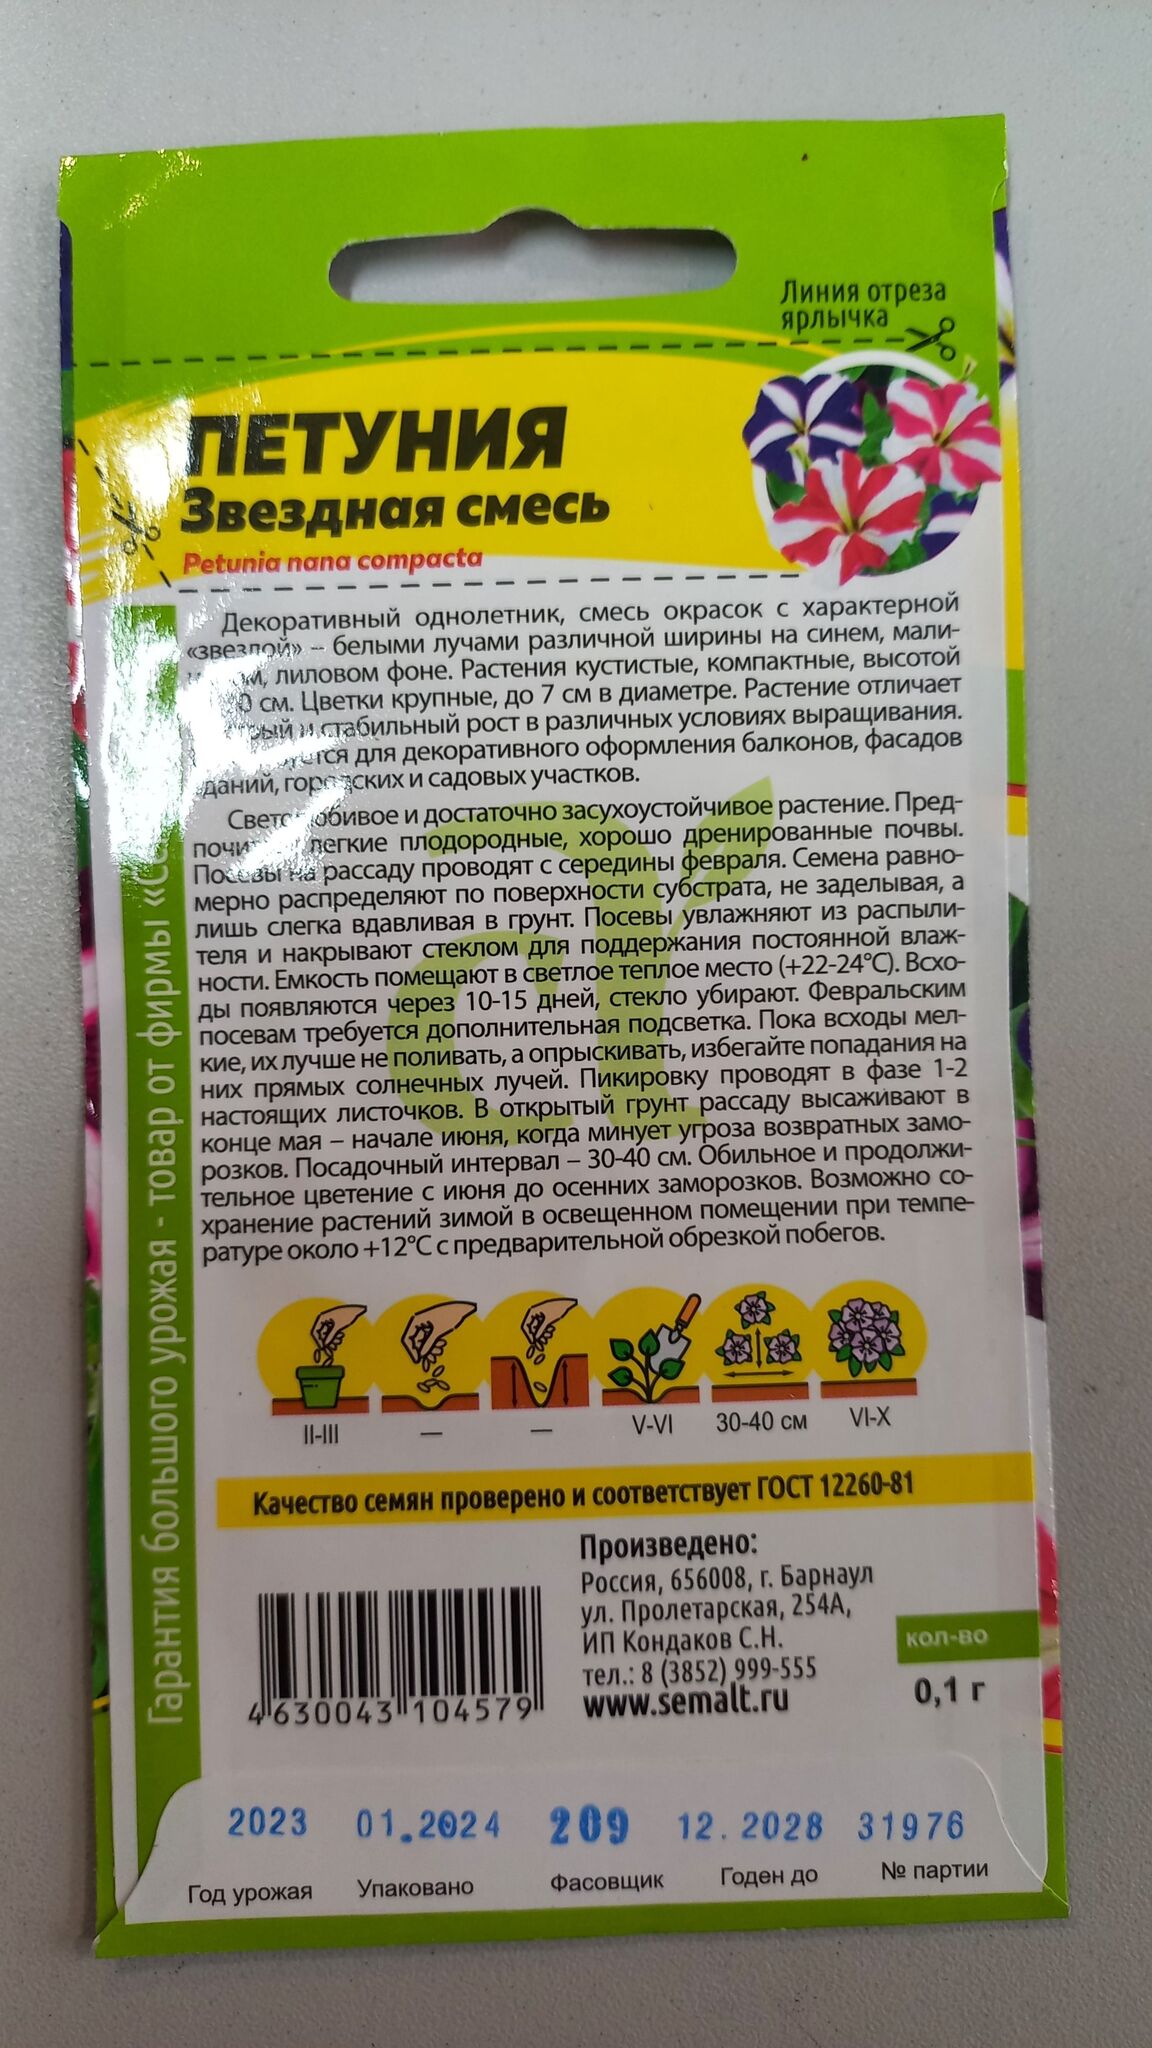 Линия отреза
ярлычка
ПЕТУНИЯ
Звездная смесь
Petunia nana compacta
Декоративный однолетник, смесь окрасок с характерной
«звездой» – белыми лучами различной ширины на синем, мали-
лиловом фоне. Растения кустистые, компактные, высотой
см. Цветки крупные, до 7 см в диаметре. Растение отличает
и стабильный рост в различных условиях выращивания.
для декоративного оформления балконов, фасадов
зданий, городских и садовых участков.
Светолюбивое и достаточно засухоустойчивое растение. Пред-
легкие плодородные, хорошо дренированные почвы.
Посевы на рассаду проводят с середины февраля. Семена равно-
мерно распределяют по поверхности субстрата, не заделывая, а
лишь слегка вдавливая в грунт. Посевы увлажняют из распыли-
теля и накрывают стеклом для поддержания постоянной влаж-
ности. Емкость помещают в светлое теплое место (+22-24°С). Всхо-
ды появляются через 10-15 дней, стекло убирают. Февральским
посевам требуется дополнительная подсветка. Пока всходы мел-
кие, их лучше не поливать, а опрыскивать, избегайте попадания на
них прямых солнечных лучей. Пикировку проводят в фазе 1-2
настоящих листочков. В открытый грунт рассаду высаживают в
конце мая – начале июня, когда минует угроза возвратных замо-
розков. Посадочный интервал – 30-40 см. Обильное и продолжи-
тельное цветение с июня до осенних заморозков. Возможно со-
хранение растений зимой в освещенном помещении при темпе-
ратуре около +12°С с предварительной обрезкой побегов.
II-III — — V-VI 30-40 см VI-X
Качество семян проверено и соответствует ГОСТ 12260-81
Произведено:
Россия, 656008, г. Барнаул
ул. Пролетарская, 254А,
ИП Кондаков С.Н.
тел.: 8 (3852) 999-555
www.semalt.ru
кол-во
0,1 г
4 630043 104579
2023 01.2024 209 12.2028 31976
Год урожая Упаковано Фасовщик Годен до № партии
Гарантия большого урожая - товар от фирмы